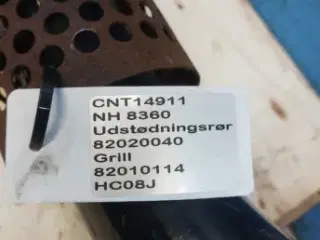 CNT14911
NH 8360
Udstødningsrør
82020040
Grill
82010114
HC08J